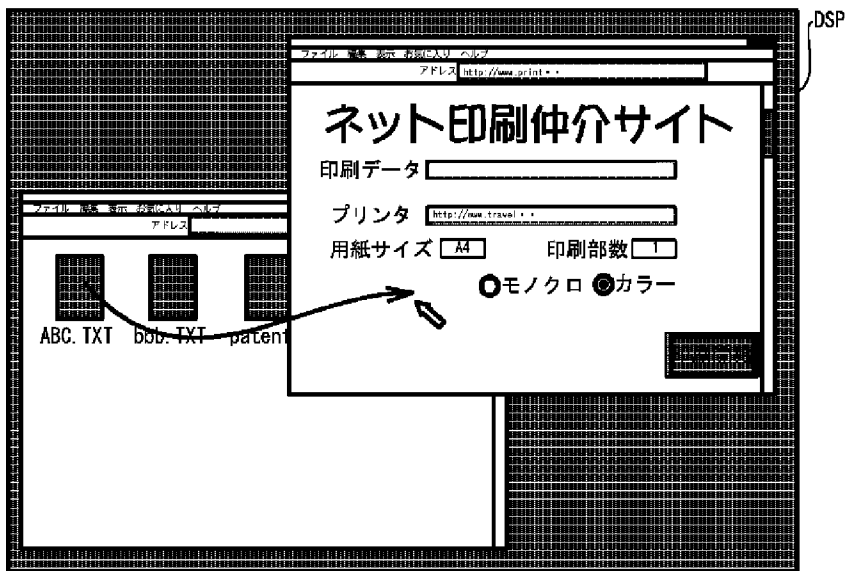 DSP
ファイル 編集 表示 お気に入り ヘルプ
アドレス http://www.print・・
ネット印刷仲介サイト
印刷データ
プリンタ http://www.travel・・
用紙サイズ A4 印刷部数 1
モノクロ カラー
ファイル 編集 表示 お気に入り ヘルプ
アドレス
ABC.TXT bbb.TXT patent